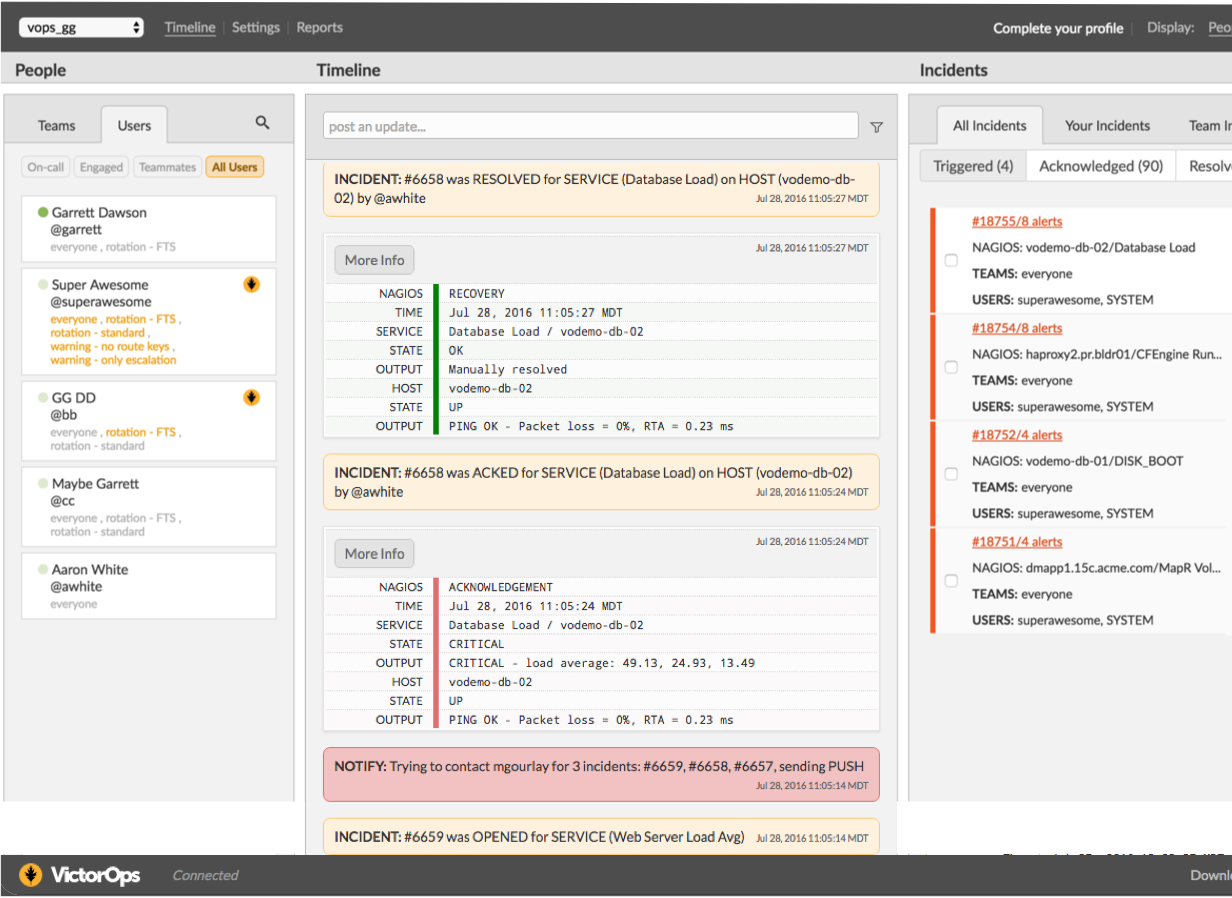 vops_gg Timeline Settings Reports Complete your profile Display:
People
Teams Users
On-call Engaged Teammates All Users
Garrett Dawson
@garrett
everyone , rotation - FTS
Super Awesome
@superawesome
everyone , rotation - FTS ,
rotation - standard ,
warning - no route keys ,
warning - only escalation
GG DD
@bb
everyone , rotation - FTS ,
rotation - standard
Maybe Garrett
@cc
everyone , rotation - FTS ,
rotation - standard
Aaron White
@awhite
everyone
Timeline
post an update...
INCIDENT: #6658 was RESOLVED for SERVICE (Database Load) on HOST (vodemo-db-
02) by @awhite Jul 28, 2016 11:05:27 MDT
More Info Jul 28, 2016 11:05:27 MDT
NAGIOS RECOVERY
TIME Jul 28, 2016 11:05:27 MDT
SERVICE Database Load / vodemo-db-02
STATE OK
OUTPUT Manually resolved
HOST vodemo-db-02
STATE UP
OUTPUT PING OK - Packet loss = 0%, RTA = 0.23 ms
INCIDENT: #6658 was ACKED for SERVICE (Database Load) on HOST (vodemo-db-02)
by @awhite Jul 28, 2016 11:05:24 MDT
More Info Jul 28, 2016 11:05:24 MDT
NAGIOS ACKNOWLEDGEMENT
TIME Jul 28, 2016 11:05:24 MDT
SERVICE Database Load / vodemo-db-02
STATE CRITICAL
OUTPUT CRITICAL - load average: 49.13, 24.93, 13.49
HOST vodemo-db-02
STATE UP
OUTPUT PING OK - Packet loss = 0%, RTA = 0.23 ms
NOTIFY: Trying to contact mgourlay for 3 incidents: #6659, #6658, #6657, sending PUSH
Jul 28, 2016 11:05:14 MDT
INCIDENT: #6659 was OPENED for SERVICE (Web Server Load Avg) Jul 28, 2016 11:05:14 MDT
Incidents
All Incidents Your Incidents Team
Triggered (4) Acknowledged (90)
#18755/8 alerts
NAGIOS: vodemo-db-02/Database Load
TEAMS: everyone
USERS: superawesome, SYSTEM
#18754/8 alerts
NAGIOS: haproxy2.pr.bldr01/CFEngine Run...
TEAMS: everyone
USERS: superawesome, SYSTEM
#18752/4 alerts
NAGIOS: vodemo-db-01/DISK_BOOT
TEAMS: everyone
USERS: superawesome, SYSTEM
#18751/4 alerts
NAGIOS: dmapp1.15c.acme.com/MapR Vol...
TEAMS: everyone
USERS: superawesome, SYSTEM
VictorOps Connected